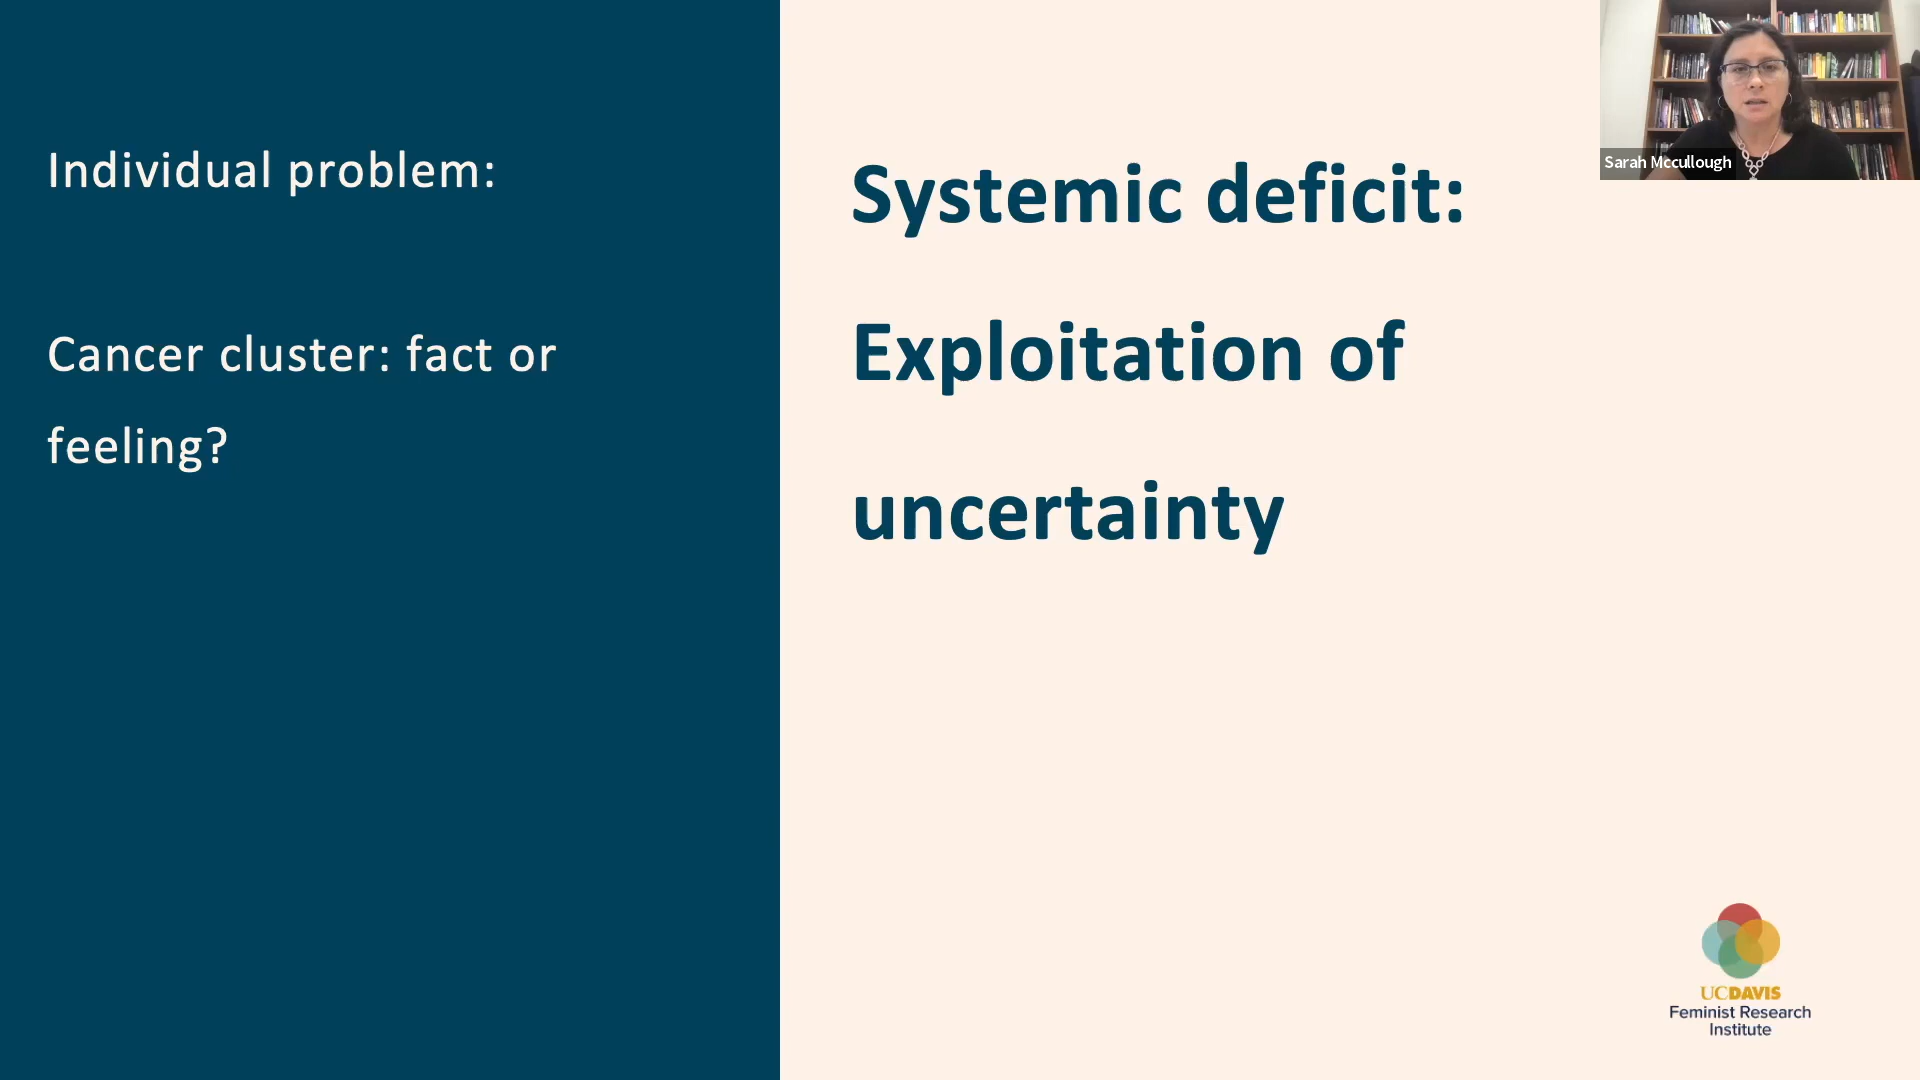 Individual problem:
Cancer cluster: fact or
feeling?
Systemic deficit:
Exploitation of
uncertainty
Sarah Mccullough
UCDAVIS
Feminist Research
Institute